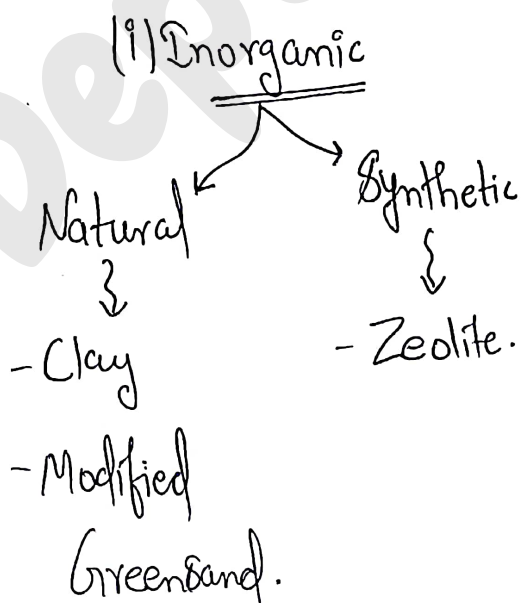 (i) Inorganic
Natural
Synthetic
- Clay
- Zeolite.
- Modified
Greensand.